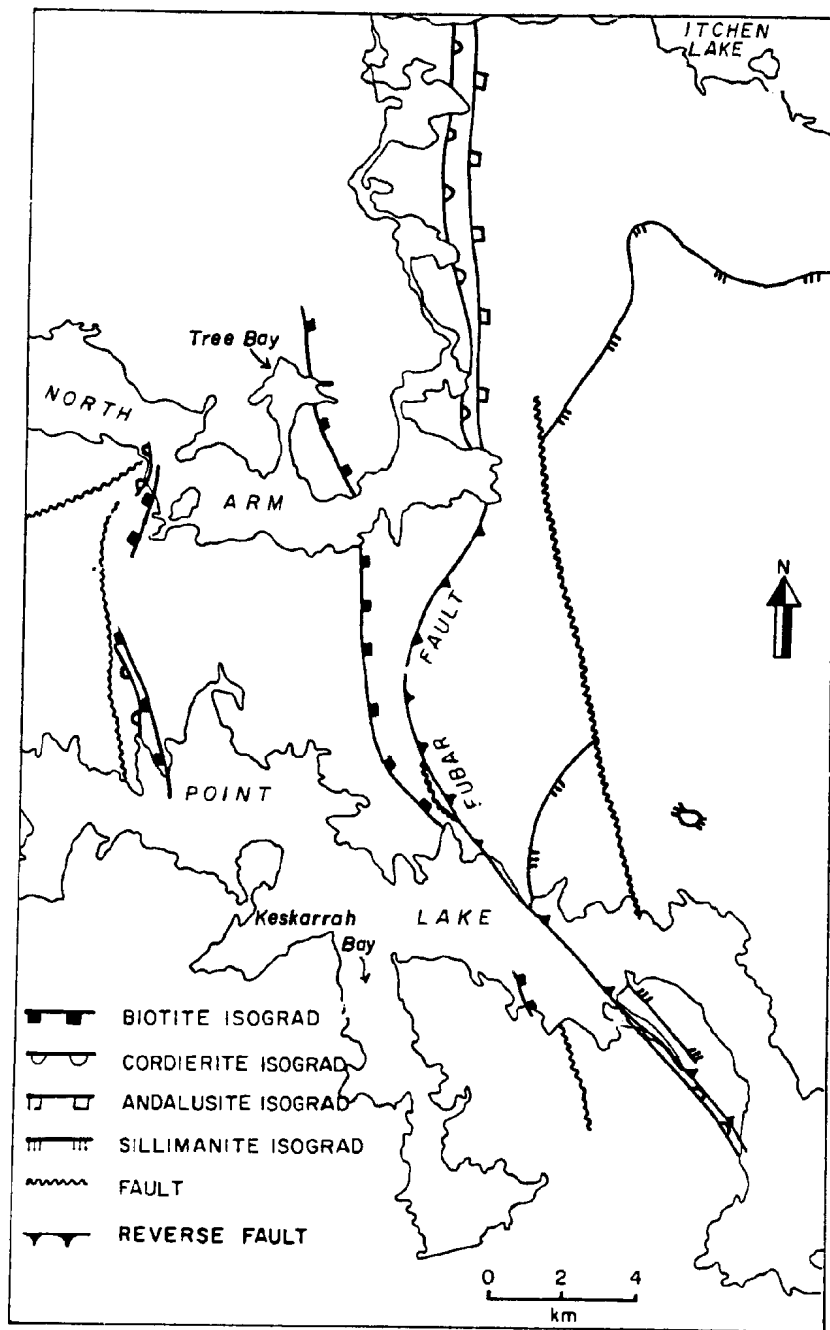 ITCHEN
LAKE
Tree Bay
NORTH
ARM
N
FAULT
FUBAR
POINT
Keskarrah
Bay
LAKE
BIOTITE ISOGRAD
CORDIERITE ISOGRAD
ANDALUSITE ISOGRAD
SILLIMANITE ISOGRAD
FAULT
REVERSE FAULT
0 2 4
km